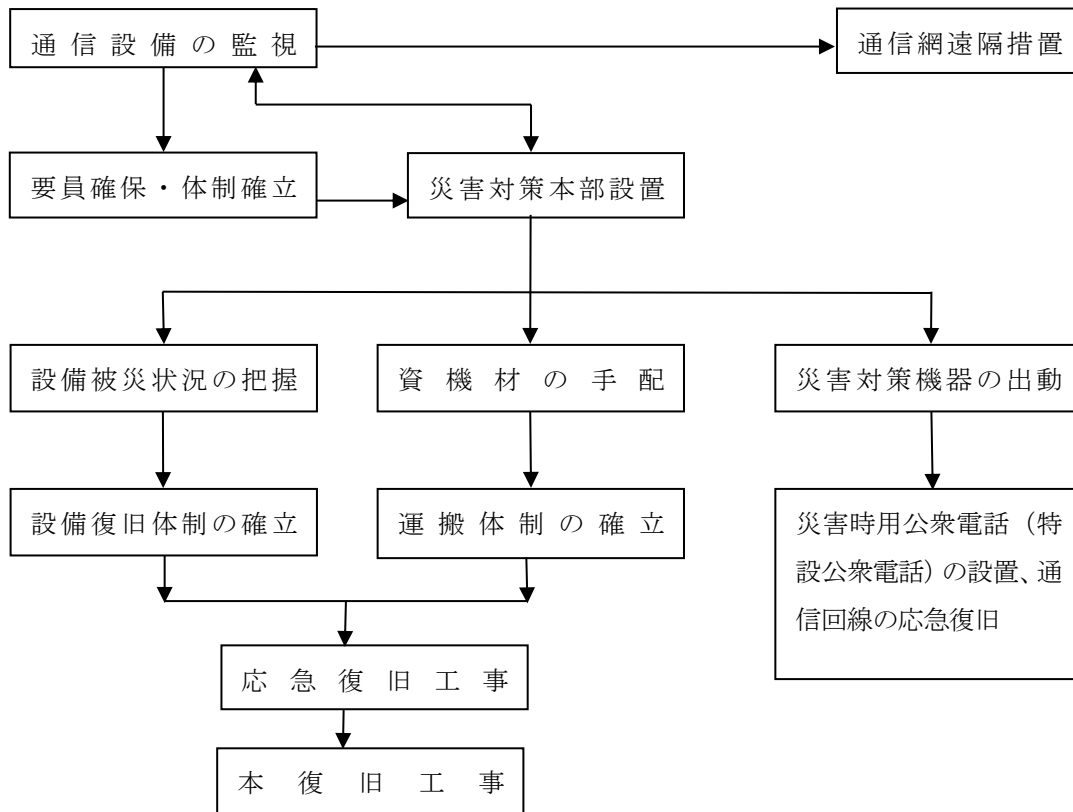 通信設備の監視
通信網遠隔措置
要員確保・体制確立
災害対策本部設置
設備被災状況の把握
資機材の手配
災害対策機器の出動
設備復旧体制の確立
運搬体制の確立
災害時用公衆電話（特
設公衆電話）の設置、通
信回線の応急復旧
応急復旧工事
本復旧工事